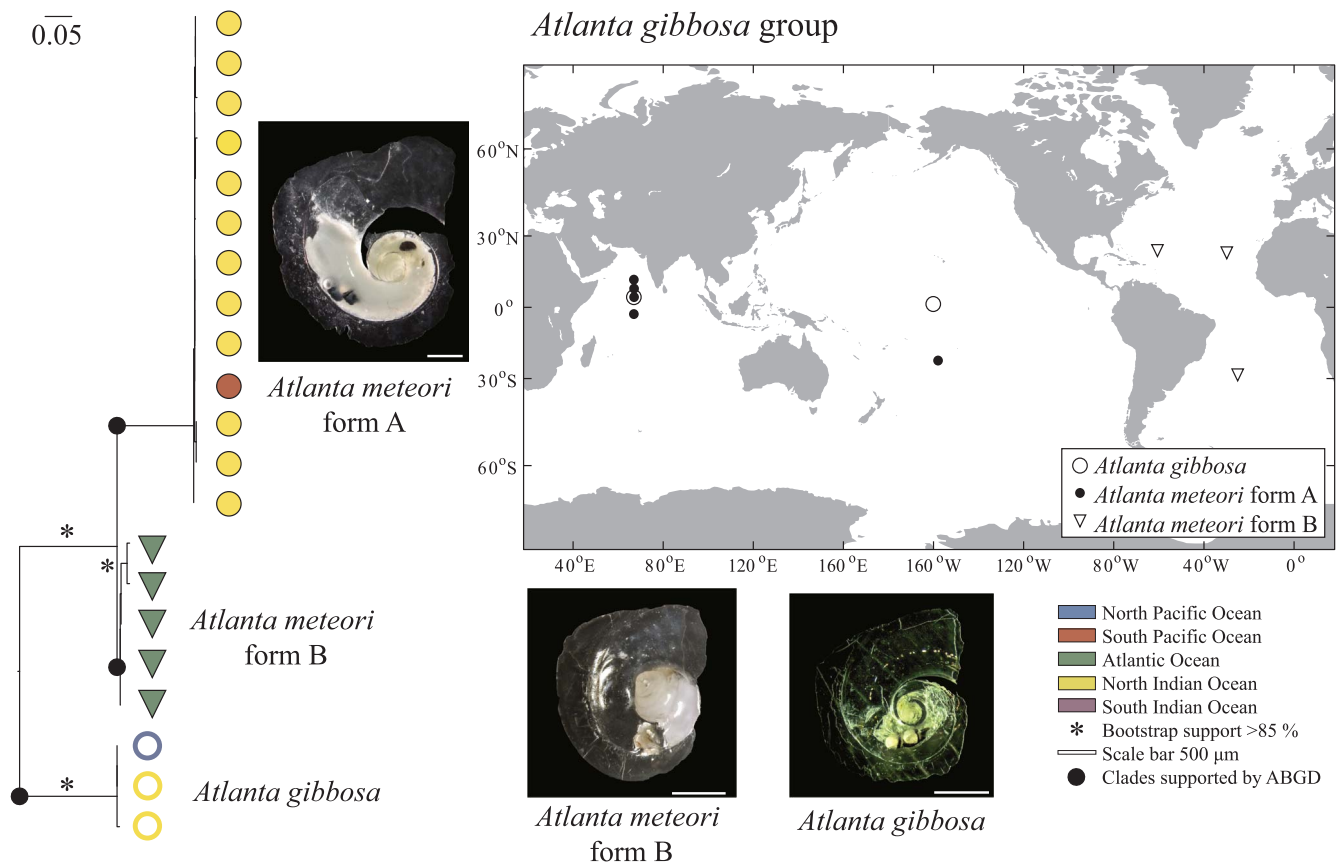 0.05
Atlanta gibbosa group
60°N
30°N
0°
30°S
60°S
40°E
80°E
120°E
160°E
160°W
120°W
80°W
40°W
0°
Atlanta gibbosa
Atlanta meteori form A
Atlanta meteori form B
Atlanta meteori
form A
*
*
Atlanta meteori
form B
*
Atlanta gibbosa
Atlanta meteori
form B
Atlanta gibbosa
North Pacific Ocean
South Pacific Ocean
Atlantic Ocean
North Indian Ocean
South Indian Ocean
* Bootstrap support >85 %
Scale bar 500 μm
Clades supported by ABGD